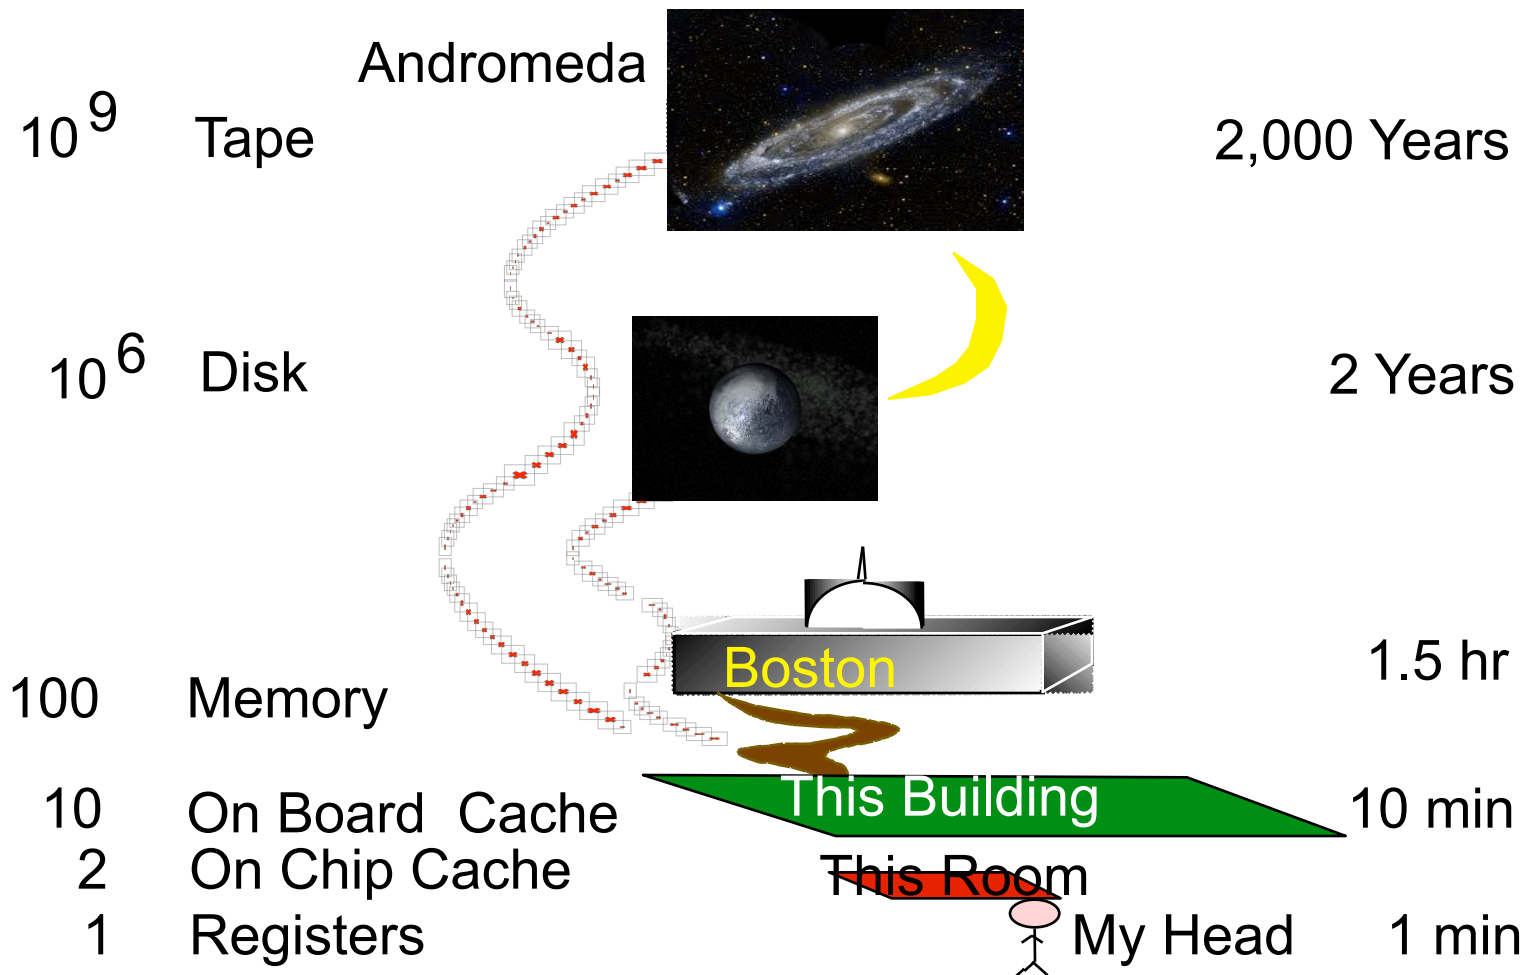 Andromeda
10^9 Tape 2,000 Years
10^6 Disk 2 Years
Boston 1.5 hr
100 Memory
This Building
10 On Board Cache 10 min
2 On Chip Cache This Room
1 Registers My Head 1 min